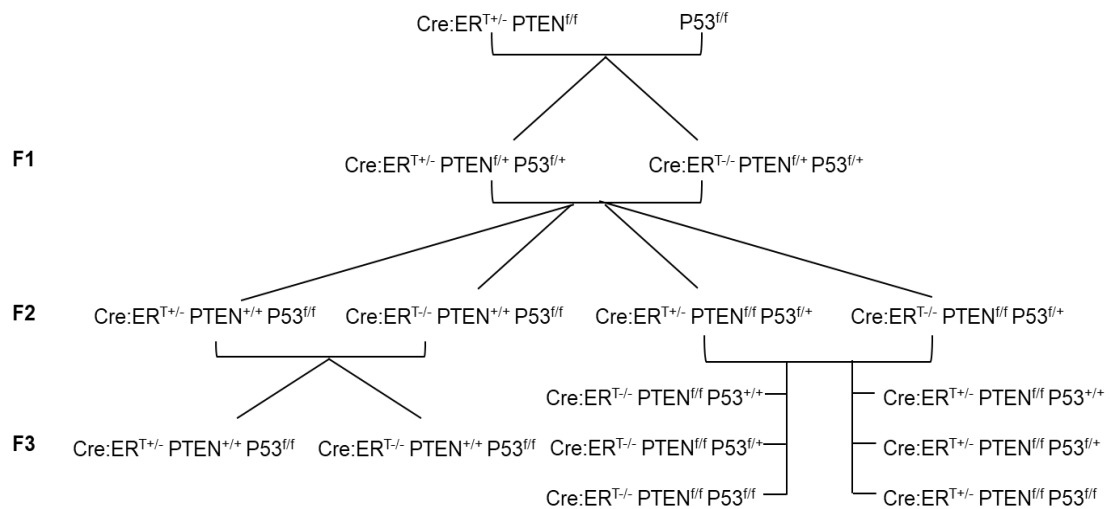 Cre:ER^T+/- PTEN^f/f P53^f/f
F1 Cre:ER^T+/- PTEN^f/+ P53^f/+ Cre:ER^T-/- PTEN^f/+ P53^f/+
F2 Cre:ER^T+/- PTEN^+/+ P53^f/f Cre:ER^T-/- PTEN^+/+ P53^f/f Cre:ER^T+/- PTEN^f/f P53^f/+ Cre:ER^T-/- PTEN^f/f P53^f/+
Cre:ER^T-/- PTEN^f/f P53^+/+ Cre:ER^T+/- PTEN^f/f P53^+/+
F3 Cre:ER^T+/- PTEN^+/+ P53^f/f Cre:ER^T-/- PTEN^+/+ P53^f/f Cre:ER^T-/- PTEN^f/f P53^f/+ Cre:ER^T+/- PTEN^f/f P53^f/+
Cre:ER^T-/- PTEN^f/f P53^f/f Cre:ER^T+/- PTEN^f/f P53^f/f